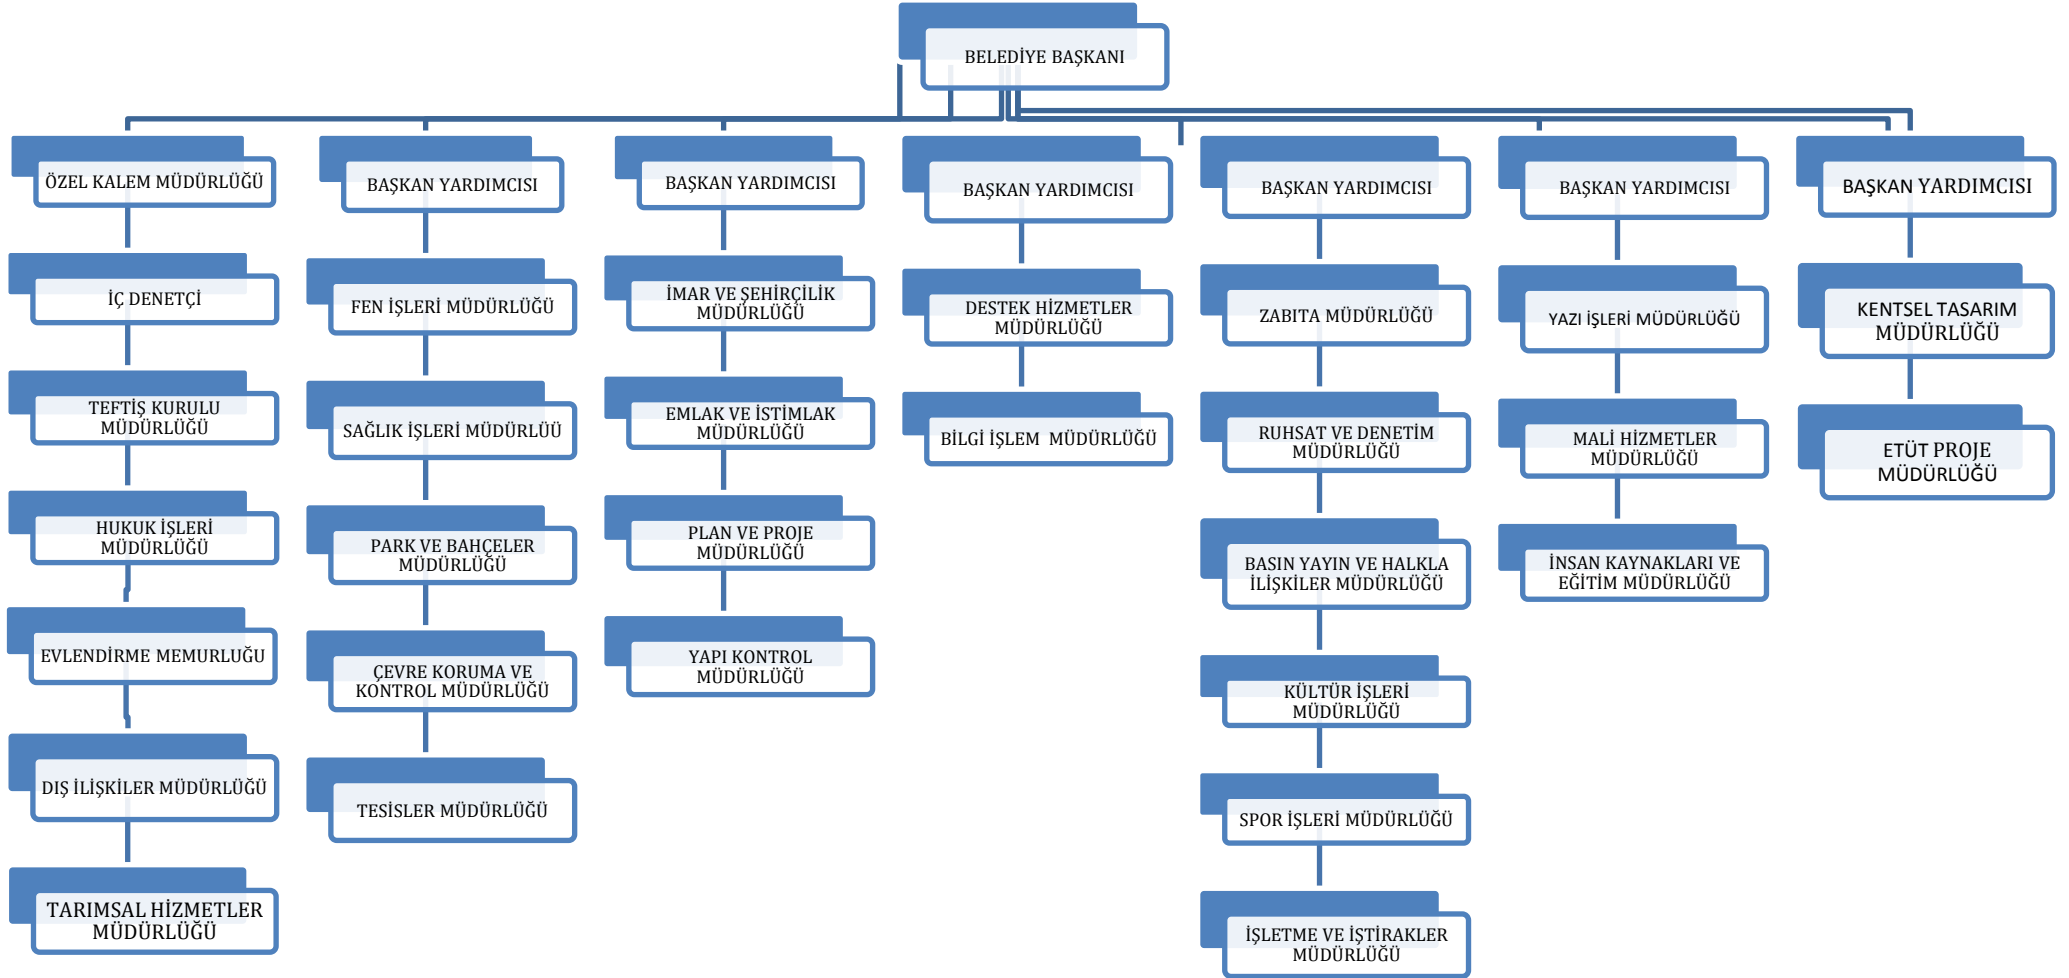 BELEDİYE BAŞKANI
ÖZEL KALEM MÜDÜRLÜĞÜ
İÇ DENETÇİ
TEFTİŞ KURULU
MÜDÜRLÜĞÜ
HUKUK İŞLERİ
MÜDÜRLÜĞÜ
EVLENDİRME MEMURLUĞU
DIŞ İLİŞKİLER MÜDÜRLÜĞÜ
TARIMSAL HİZMETLER
MÜDÜRLÜĞÜ
BAŞKAN YARDIMCISI
FEN İŞLERİ MÜDÜRLÜĞÜ
SAĞLIK İŞLERİ MÜDÜRLÜÜ
PARK VE BAHÇELER
MÜDÜRLÜĞÜ
ÇEVRE KORUMA VE
KONTROL MÜDÜRLÜĞÜ
TESİSLER MÜDÜRLÜĞÜ
BAŞKAN YARDIMCISI
İMAR VE ŞEHİRÇİLİK
MÜDÜRLÜĞÜ
EMLAK VE İSTİMLAK
MÜDÜRLÜĞÜ
PLAN VE PROJE
MÜDÜRLÜĞÜ
YAPI KONTROL
MÜDÜRLÜĞÜ
BAŞKAN YARDIMCISI
DESTEK HİZMETLER
MÜDÜRLÜĞÜ
BİLGİ İŞLEM  MÜDÜRLÜĞÜ
BAŞKAN YARDIMCISI
ZABITA MÜDÜRLÜĞÜ
RUHSAT VE DENETİM
MÜDÜRLÜĞÜ
BASIN YAYIN VE HALKLA
İLİŞKİLER MÜDÜRLÜĞÜ
KÜLTÜR İŞLERİ
MÜDÜRLÜĞÜ
SPOR İŞLERİ MÜDÜRLÜĞÜ
İŞLETME VE İŞTİRAKLER
MÜDÜRLÜĞÜ
BAŞKAN YARDIMCISI
YAZI İŞLERİ MÜDÜRLÜĞÜ
MALİ HİZMETLER
MÜDÜRLÜĞÜ
İNSAN KAYNAKLARI VE
EĞİTİM MÜDÜRLÜĞÜ
BAŞKAN YARDIMCISI
KENTSEL TASARIM
MÜDÜRLÜĞÜ
ETÜT PROJE
MÜDÜRLÜĞÜ